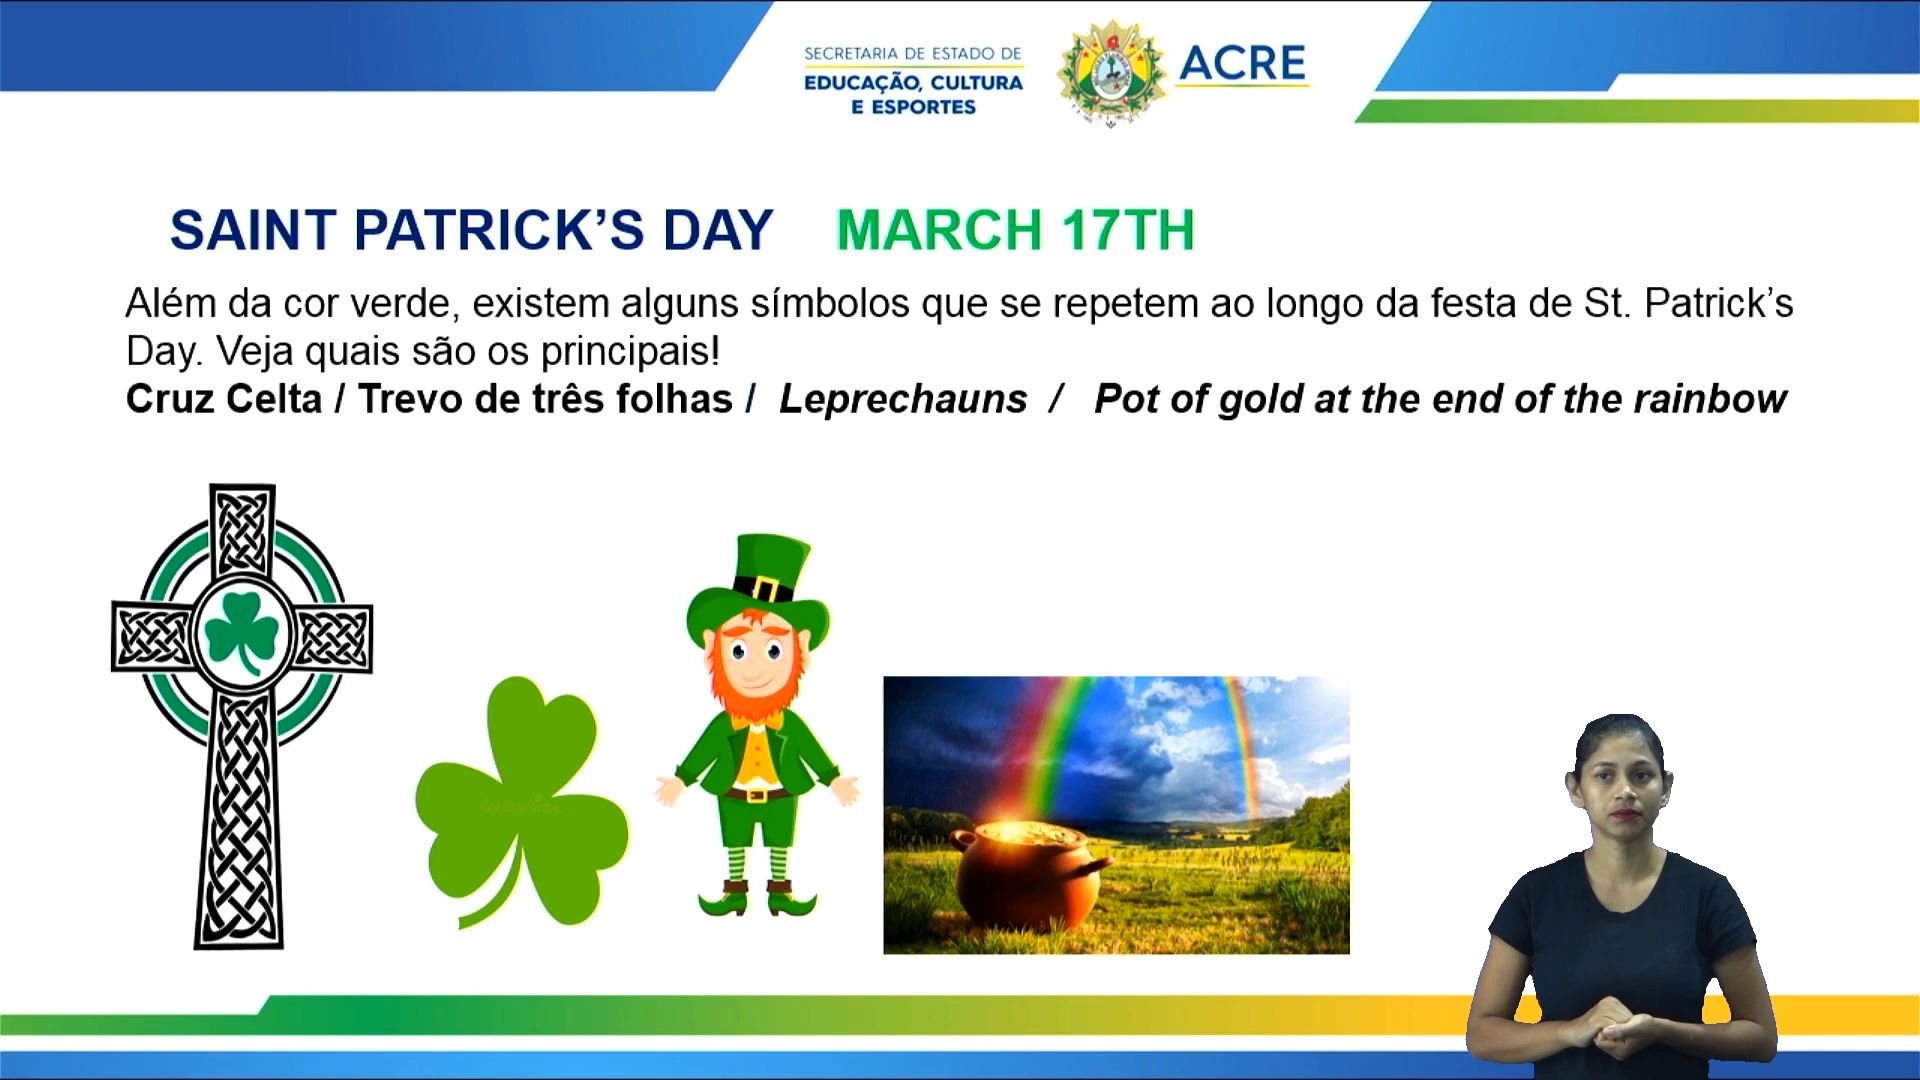 SECRETARIA DE ESTADO DE
EDUCAÇÃO, CULTURA
E ESPORTES
ACRE
SAINT PATRICK’S DAY MARCH 17TH
Além da cor verde, existem alguns símbolos que se repetem ao longo da festa de St. Patrick’s
Day. Veja quais são os principais!
Cruz Celta / Trevo de três folhas / Leprechauns / Pot of gold at the end of the rainbow